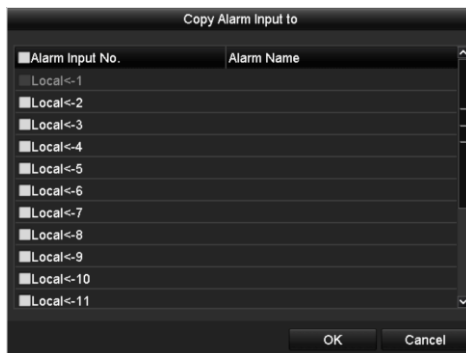 Copy Alarm Input to
Alarm Input No. Alarm Name
Local<-1
Local<-2
Local<-3
Local<-4
Local<-5
Local<-6
Local<-7
Local<-8
Local<-9
Local<-10
Local<-11
OK Cancel